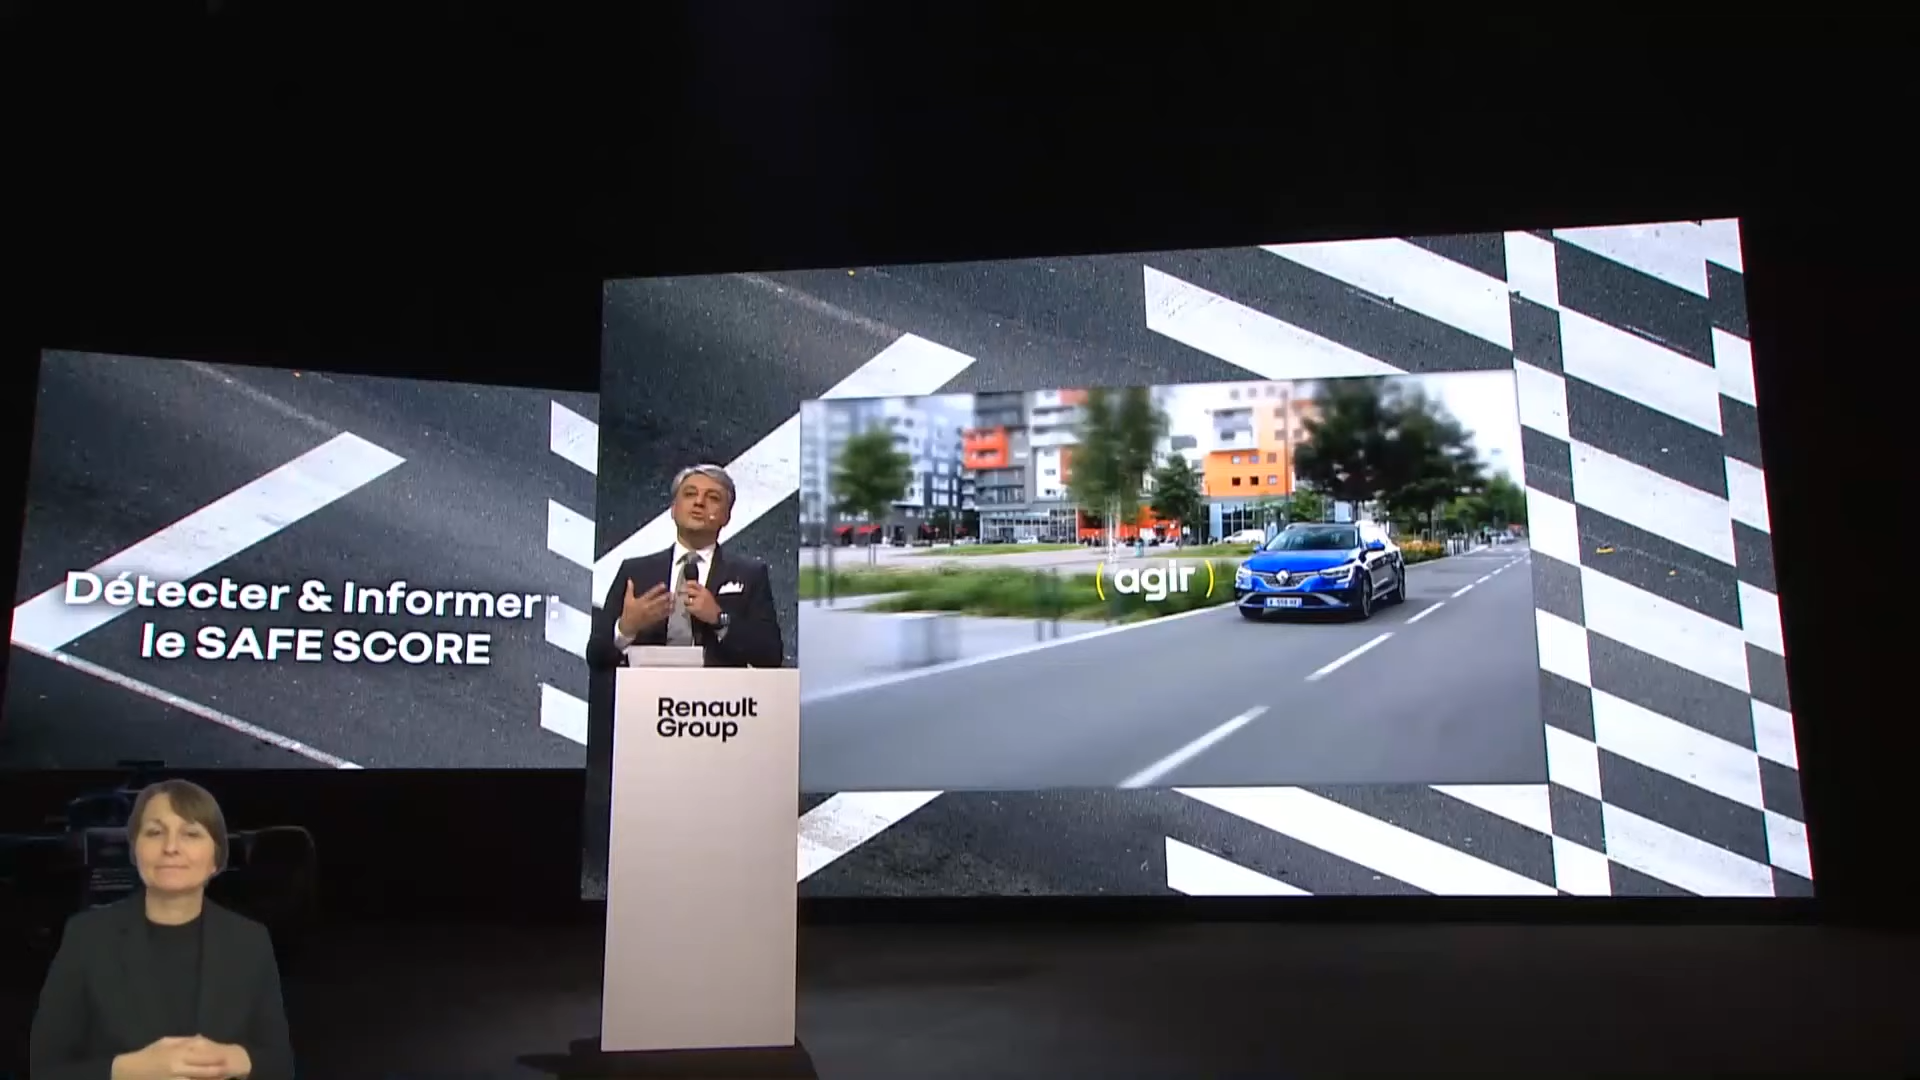 Détecter & Informer :
le SAFE SCORE
(agir)
Renault
Group